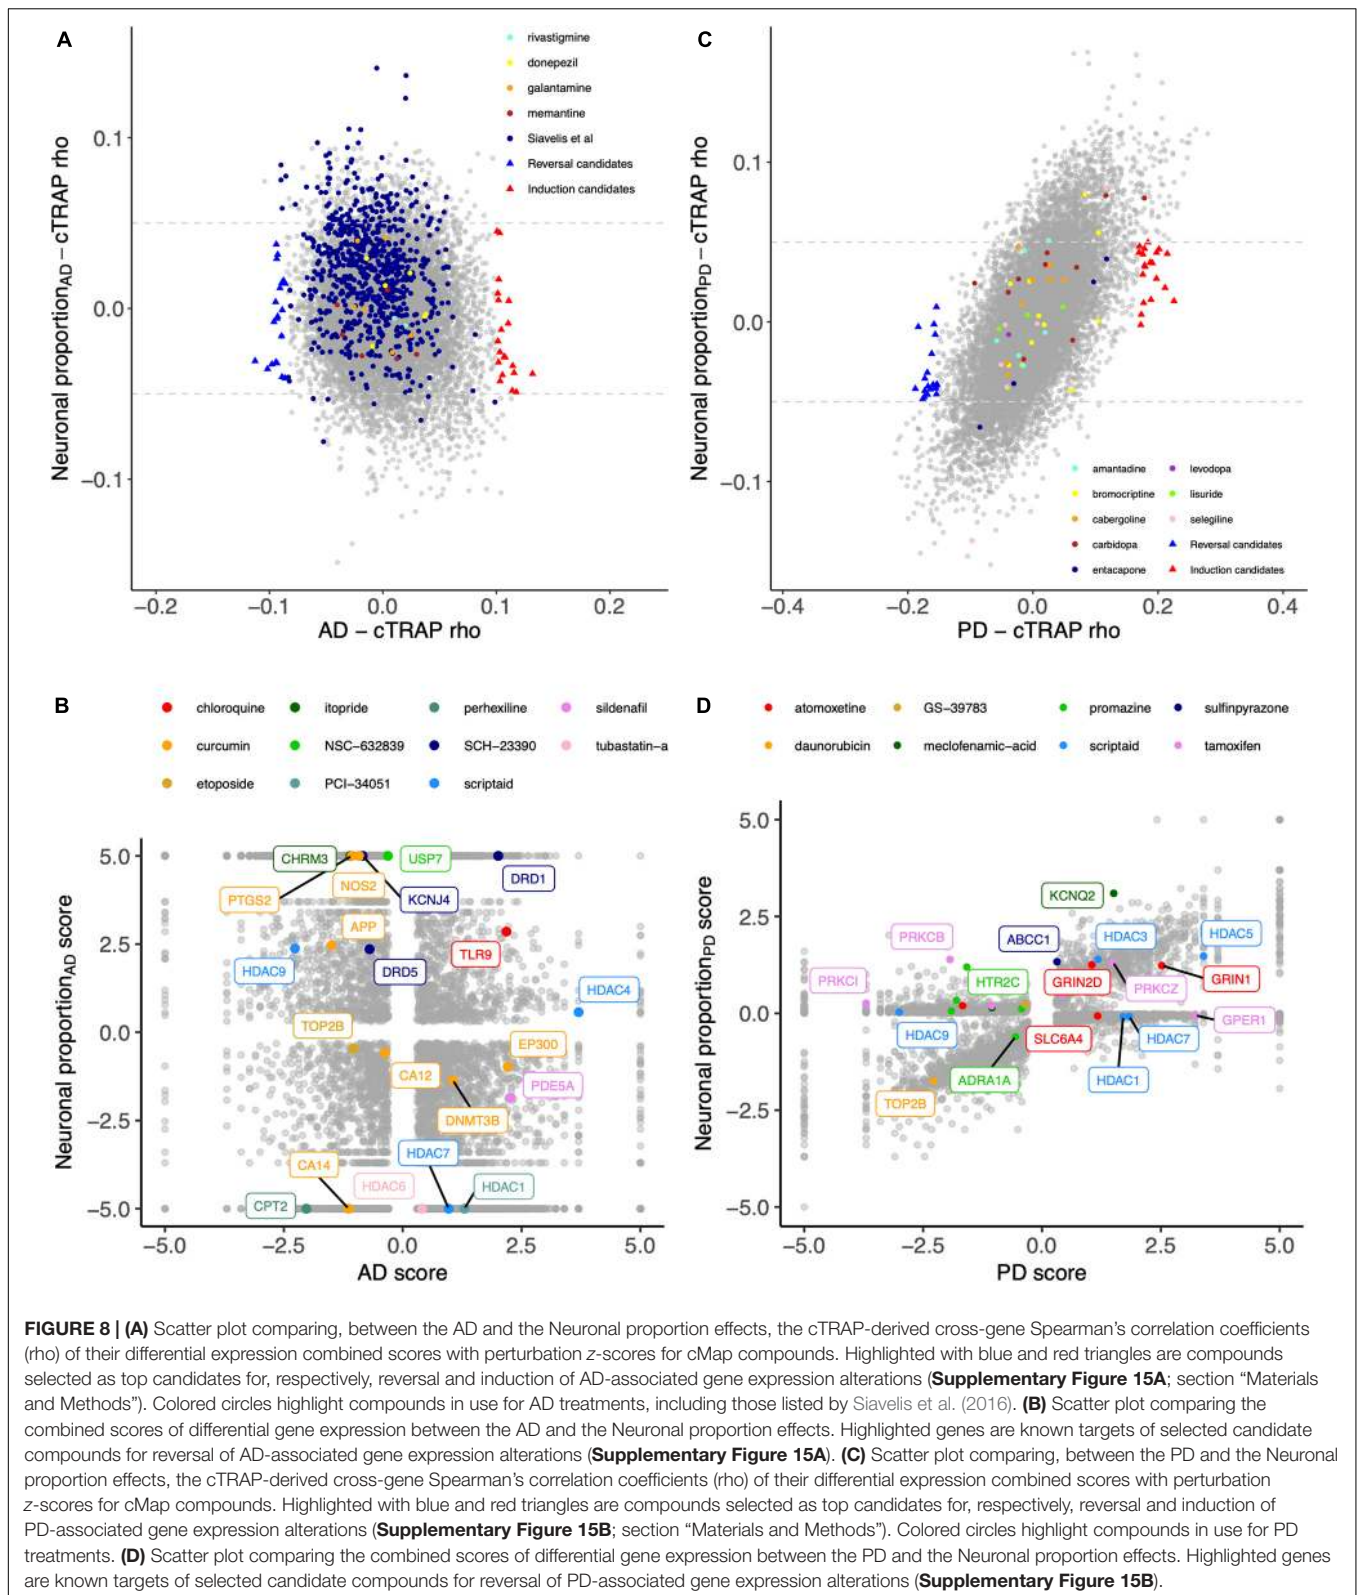 A
rivastigmine
donepezil
galantamine
memantine
Siavelis et al
Reversal candidates
Induction candidates
Neuronal proportionAD – cTRAP rho
0.1
0.0
−0.1
−0.2
−0.1
0.0
0.1
0.2
AD – cTRAP rho
C
Neuronal proportionPD – cTRAP rho
0.1
0.0
−0.1
amantadine
bromocriptine
cabergoline
carbidopa
entacapone
levodopa
lisuride
selegiline
Reversal candidates
Induction candidates
−0.4
−0.2
0.0
0.2
0.4
PD – cTRAP rho
B
chloroquine
itopride
perhexiline
sildenafil
curcumin
NSC−632839
SCH−23390
tubastatin−a
etoposide
PCI−34051
scriptaid
Neuronal proportionAD score
5.0
2.5
0.0
−2.5
−5.0
CHRM3
USP7
PTGS2
NOS2
KCNJ4
DRD1
APP
HDAC9
DRD5
TLR9
HDAC4
TOP2B
CA12
EP300
PDE5A
DNMT3B
HDAC7
CA14
HDAC6
HDAC1
CPT2
−5.0
−2.5
0.0
2.5
5.0
AD score
D
atomoxetine
GS−39783
promazine
sulfinpyrazone
daunorubicin
meclofenamic−acid
scriptaid
tamoxifen
Neuronal proportionPD score
5.0
2.5
0.0
−2.5
−5.0
KCNQ2
PRKCB
ABCC1
HDAC3
HDAC5
PRKCI
HTR2C
GRIN2D
PRKCZ
GRIN1
HDAC9
SLC6A4
HDAC7
GPER1
ADRA1A
HDAC1
TOP2B
−5.0
−2.5
0.0
2.5
5.0
PD score
FIGURE 8 | (A) Scatter plot comparing, between the AD and the Neuronal proportion effects, the cTRAP-derived cross-gene Spearman's correlation coefficients
(rho) of their differential expression combined scores with perturbation z-scores for cMap compounds. Highlighted with blue and red triangles are compounds
selected as top candidates for, respectively, reversal and induction of AD-associated gene expression alterations (Supplementary Figure 15A; section “Materials
and Methods”). Colored circles highlight compounds in use for AD treatments, including those listed by Siavelis et al. (2016). (B) Scatter plot comparing the
combined scores of differential gene expression between the AD and the Neuronal proportion effects. Highlighted genes are known targets of selected candidate
compounds for reversal of AD-associated gene expression alterations (Supplementary Figure 15A). (C) Scatter plot comparing, between the PD and the Neuronal
proportion effects, the cTRAP-derived cross-gene Spearman's correlation coefficients (rho) of their differential expression combined scores with perturbation
z-scores for cMap compounds. Highlighted with blue and red triangles are compounds selected as top candidates for, respectively, reversal and induction of
PD-associated gene expression alterations (Supplementary Figure 15B; section “Materials and Methods”). Colored circles highlight compounds in use for PD
treatments. (D) Scatter plot comparing the combined scores of differential gene expression between the PD and the Neuronal proportion effects. Highlighted genes
are known targets of selected candidate compounds for reversal of PD-associated gene expression alterations (Supplementary Figure 15B).